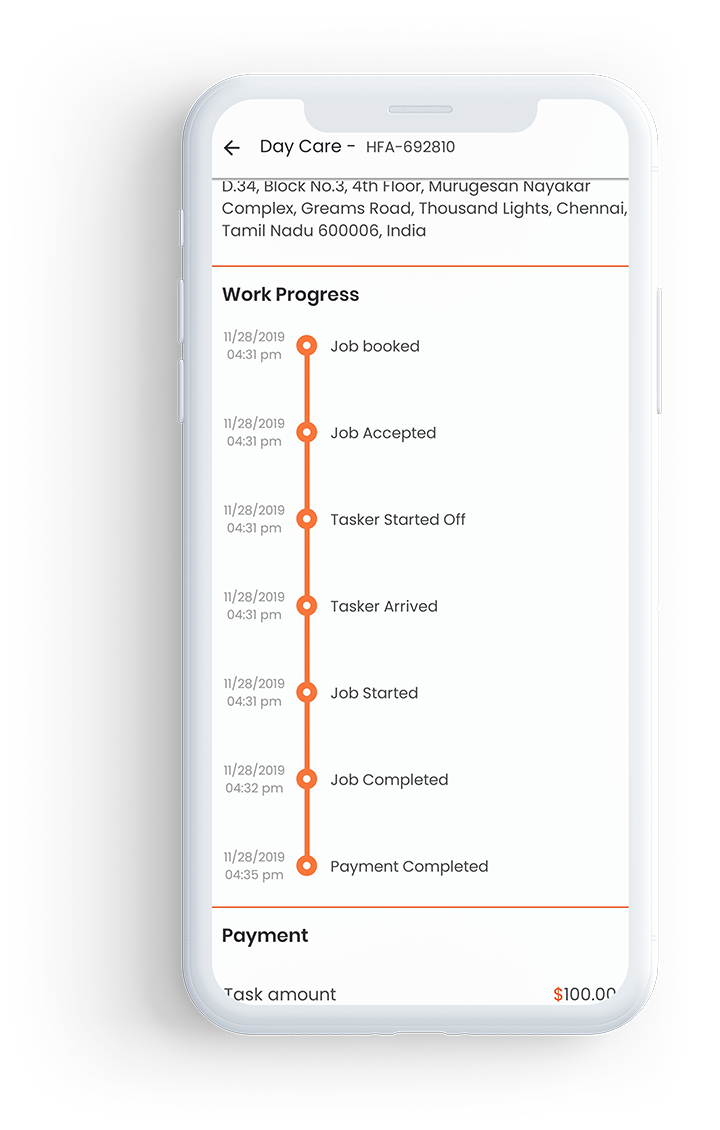 Day Care - HFA-692810
D.34, Block No.3, 4th Floor, Murugesan Nayakar
Complex, Greams Road, Thousand Lights, Chennai,
Tamil Nadu 600006, India
Work Progress
11/28/2019
04:31 pm
Job booked
11/28/2019
04:31 pm
Job Accepted
11/28/2019
04:31 pm
Tasker Started Off
11/28/2019
04:31 pm
Tasker Arrived
11/28/2019
04:31 pm
Job Started
11/28/2019
04:32 pm
Job Completed
11/28/2019
04:35 pm
Payment Completed
Payment
Task amount $100.00